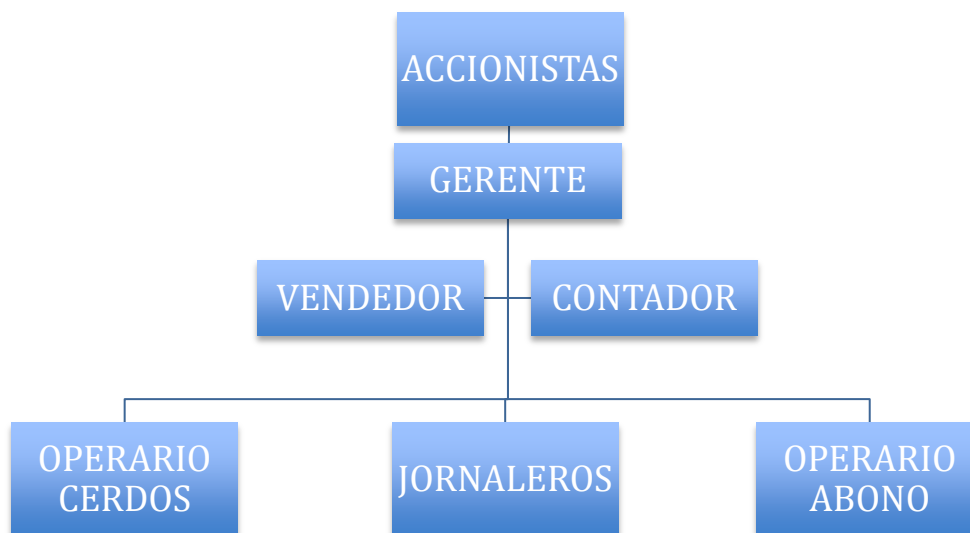 ACCIONISTAS
GERENTE
VENDEDOR
CONTADOR
OPERARIO
CERDOS
JORNALEROS
OPERARIO
ABONO